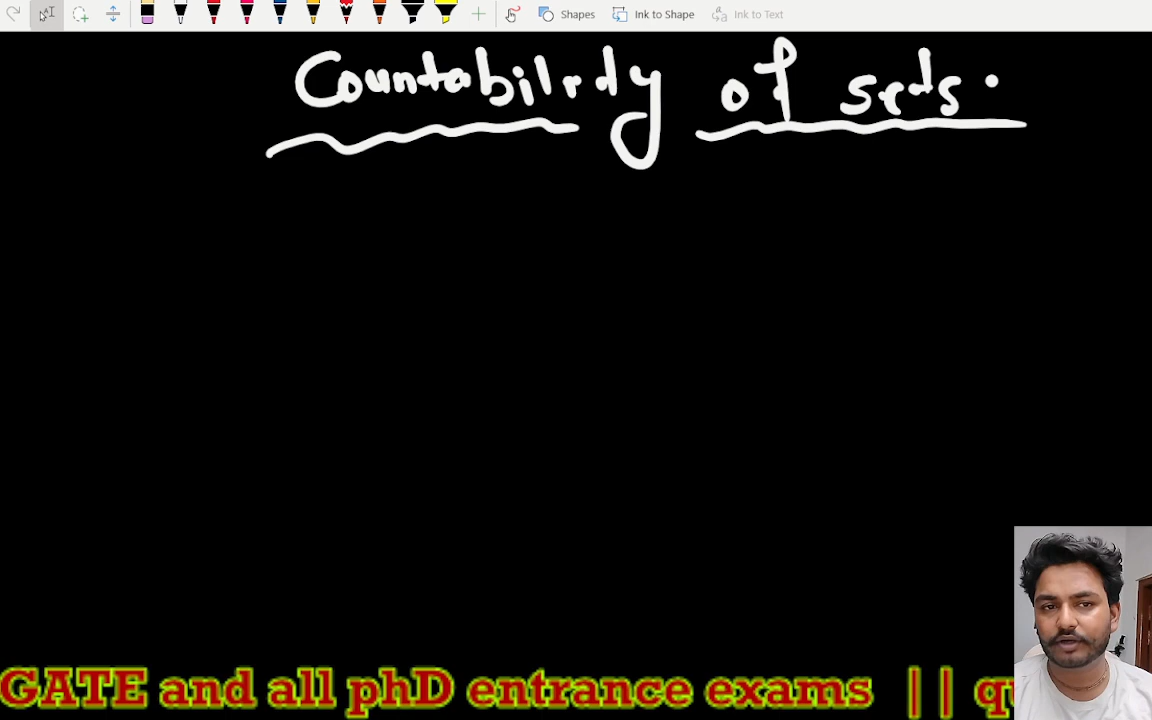 Shapes Ink to Shape Ink to Text
Countability of sets.
GATE and all phD entrance exams ||